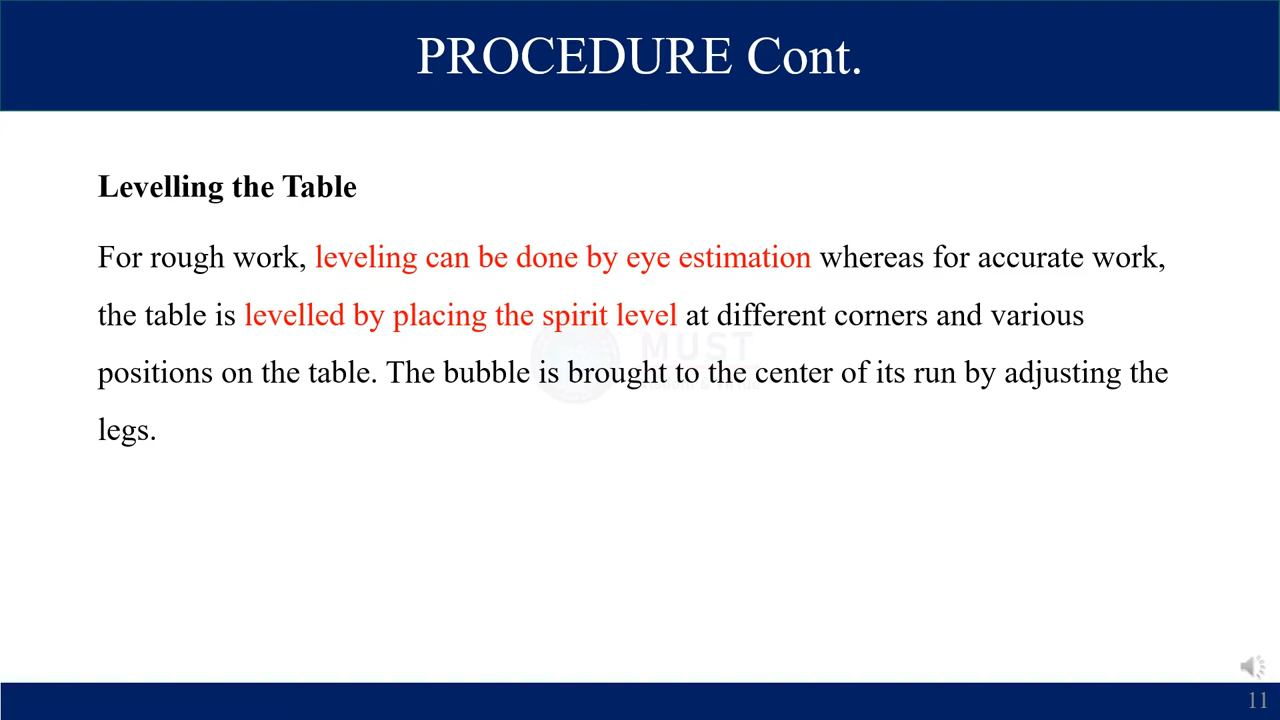 PROCEDURE Cont.
Levelling the Table
For rough work, leveling can be done by eye estimation whereas for accurate work,
the table is levelled by placing the spirit level at different corners and various
MUST
positions on the table. The bubble is brought to the center of its run by adjusting the
legs.
11